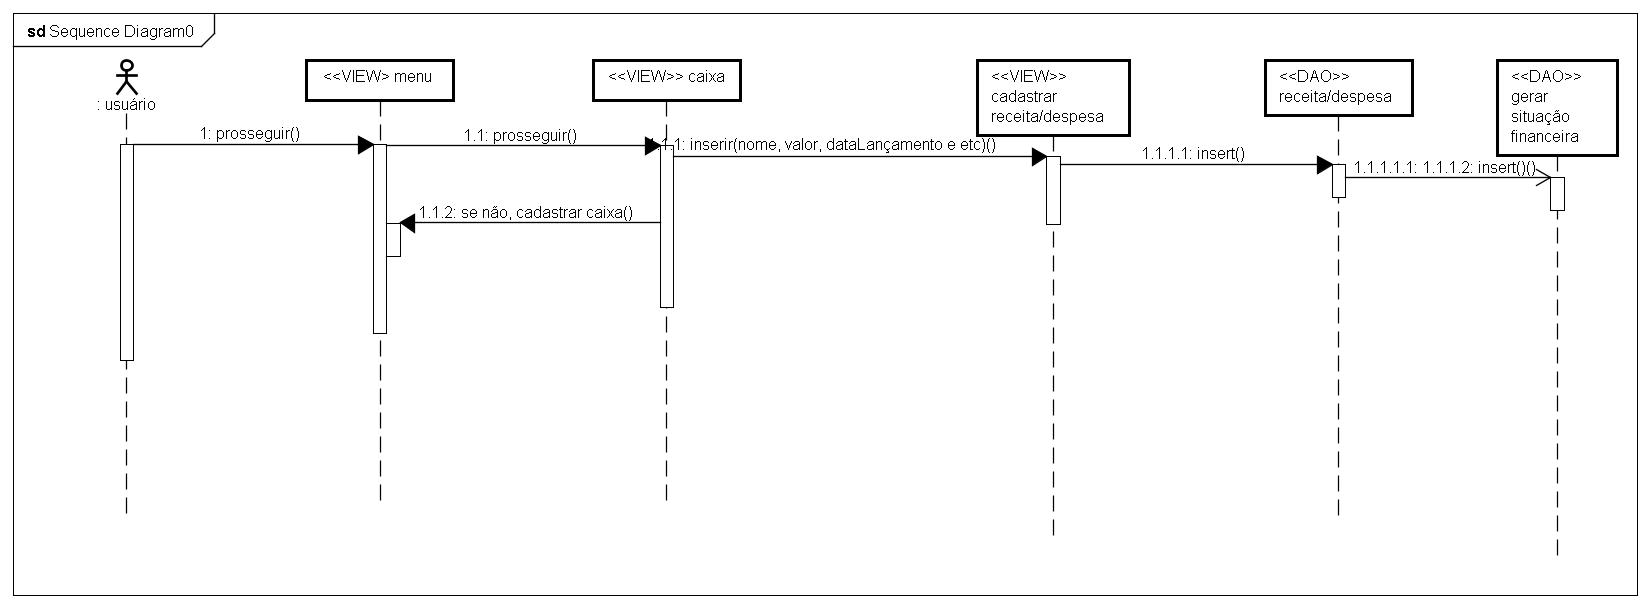 sd Sequence Diagram0
: usuário
<<VIEW> menu
<<VIEW>> caixa
<<VIEW>>
cadastrar
receita/despesa
<<DAO>>
receita/despesa
<<DAO>>
gerar
situação
financeira
1: prosseguir()
1.1: prosseguir()
1.1.1: inserir(nome, valor, dataLançamento e etc)()
1.1.1.1: insert()
1.1.1.1.1: 1.1.1.2: insert()()
1.1.2: se não, cadastrar caixa()